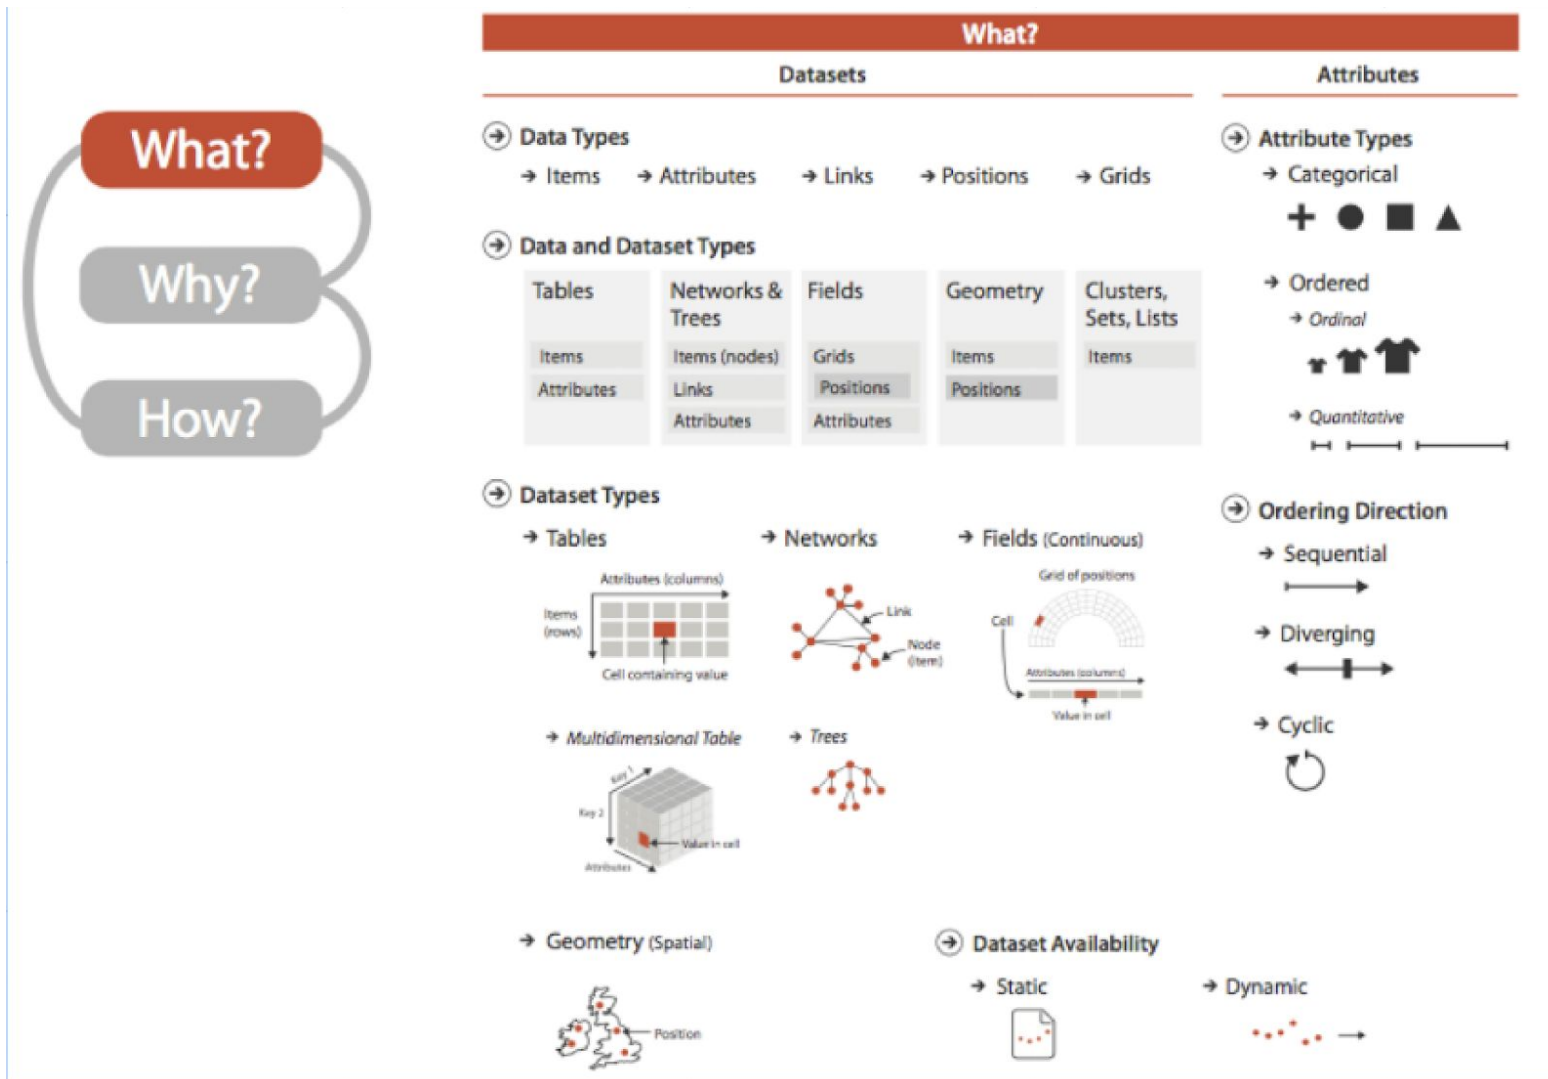 What?
Why?
How?
What?
Datasets
Attributes
Data Types
Items
Attributes
Links
Positions
Grids
Data and Dataset Types
Tables
Items
Attributes
Networks &
Trees
Items (nodes)
Links
Attributes
Fields
Grids
Positions
Attributes
Geometry
Items
Positions
Clusters,
Sets, Lists
Items
Dataset Types
Tables
Attributes (columns)
Items
(rows)
Cell containing value
Networks
Link
Node
(item)
Fields (Continuous)
Grid of positions
Cell
Attributes (columns)
Value in cell
Multidimensional Table
Key 1
Key 2
Value in cell
Attributes
Trees
Geometry (Spatial)
Position
Dataset Availability
Static
Dynamic
Attribute Types
Categorical
Ordered
Ordinal
Quantitative
Ordering Direction
Sequential
Diverging
Cyclic